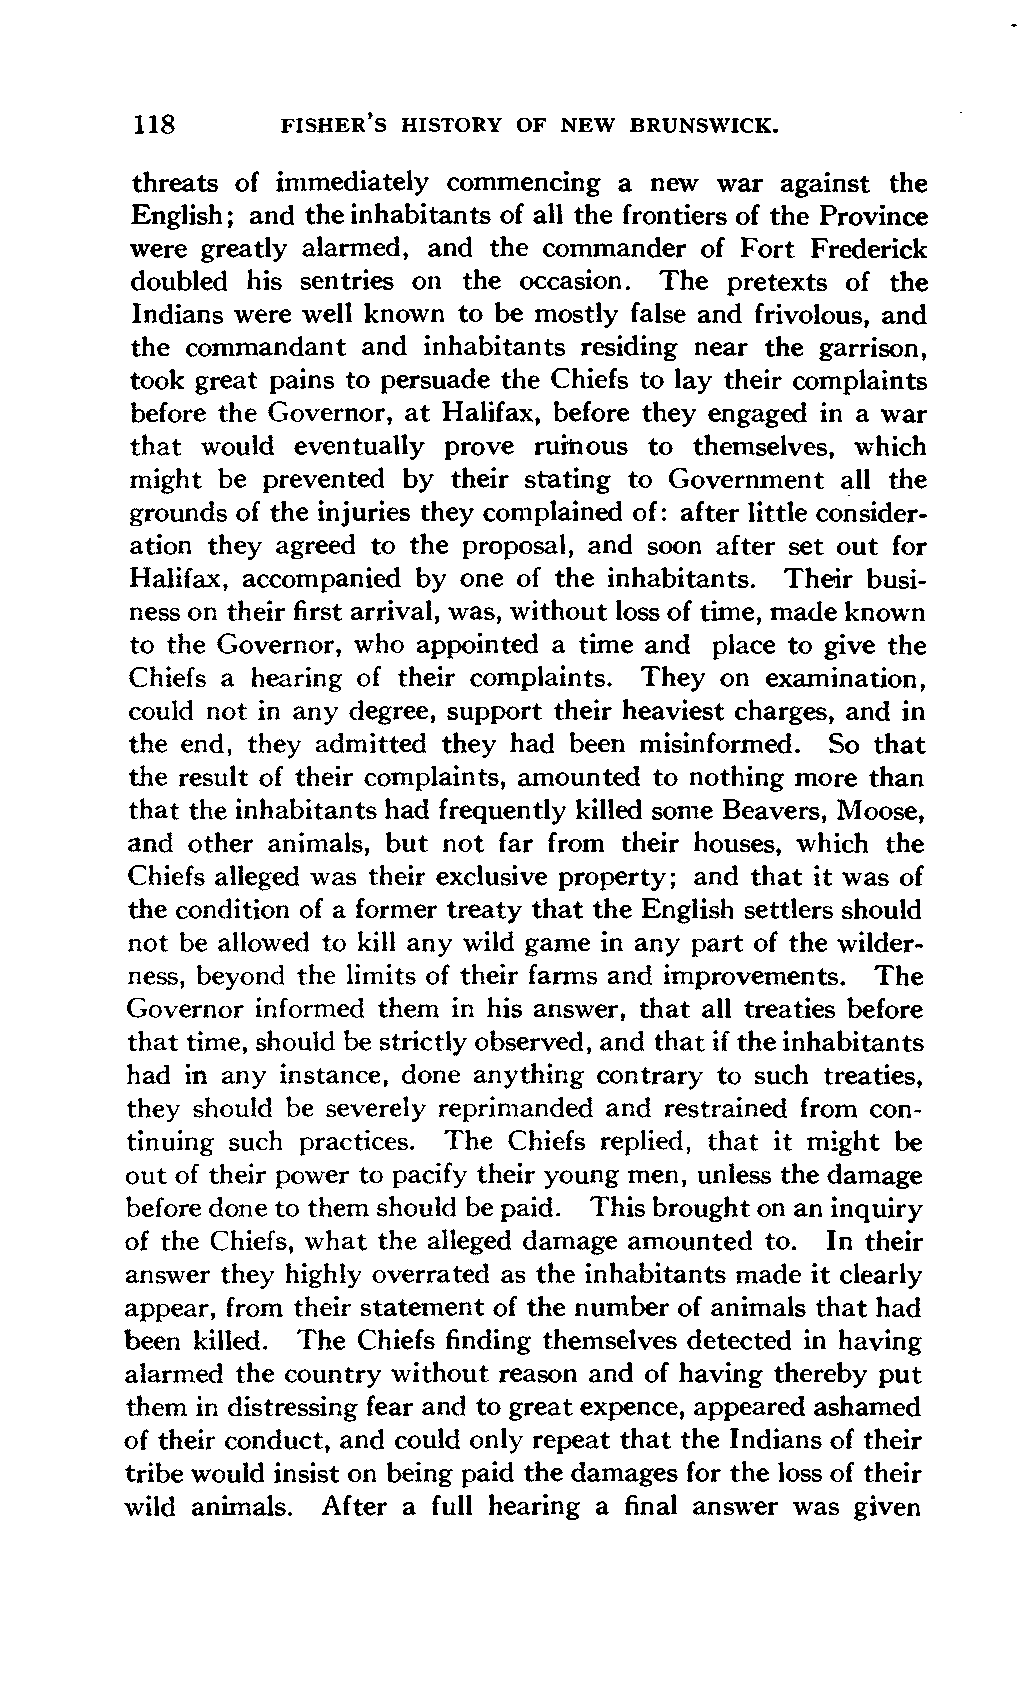 118 FISHER'S HISTORY OF NEW BRUNSWICK.
threats of immediately commencing a new war against the
English; and the inhabitants of all the frontiers of the Province
were greatly alarmed, and the commander of Fort Frederick
doubled his sentries on the occasion. The pretexts of the
Indians were well known to be mostly false and frivolous, and
the commandant and inhabitants residing near the garrison,
took great pains to persuade the Chiefs to lay their complaints
before the Governor, at Halifax, before they engaged in a war
that would eventually prove ruinous to themselves, which
might be prevented by their stating to Government all the
grounds of the injuries they complained of: after little consider-
ation they agreed to the proposal, and soon after set out for
Halifax, accompanied by one of the inhabitants. Their busi-
ness on their first arrival, was, without loss of time, made known
to the Governor, who appointed a time and place to give the
Chiefs a hearing of their complaints. They on examination,
could not in any degree, support their heaviest charges, and in
the end, they admitted they had been misinformed. So that
the result of their complaints, amounted to nothing more than
that the inhabitants had frequently killed some Beavers, Moose,
and other animals, but not far from their houses, which the
Chiefs alleged was their exclusive property; and that it was of
the condition of a former treaty that the English settlers should
not be allowed to kill any wild game in any part of the wilder-
ness, beyond the limits of their farms and improvements. The
Governor informed them in his answer, that all treaties before
that time, should be strictly observed, and that if the inhabitants
had in any instance, done anything contrary to such treaties,
they should be severely reprimanded and restrained from con-
tinuing such practices. The Chiefs replied, that it might be
out of their power to pacify their young men, unless the damage
before done to them should be paid. This brought on an inquiry
of the Chiefs, what the alleged damage amounted to. In their
answer they highly overrated as the inhabitants made it clearly
appear, from their statement of the number of animals that had
been killed. The Chiefs finding themselves detected in having
alarmed the country without reason and of having thereby put
them in distressing fear and to great expence, appeared ashamed
of their conduct, and could only repeat that the Indians of their
tribe would insist on being paid the damages for the loss of their
wild animals. After a full hearing a final answer was given